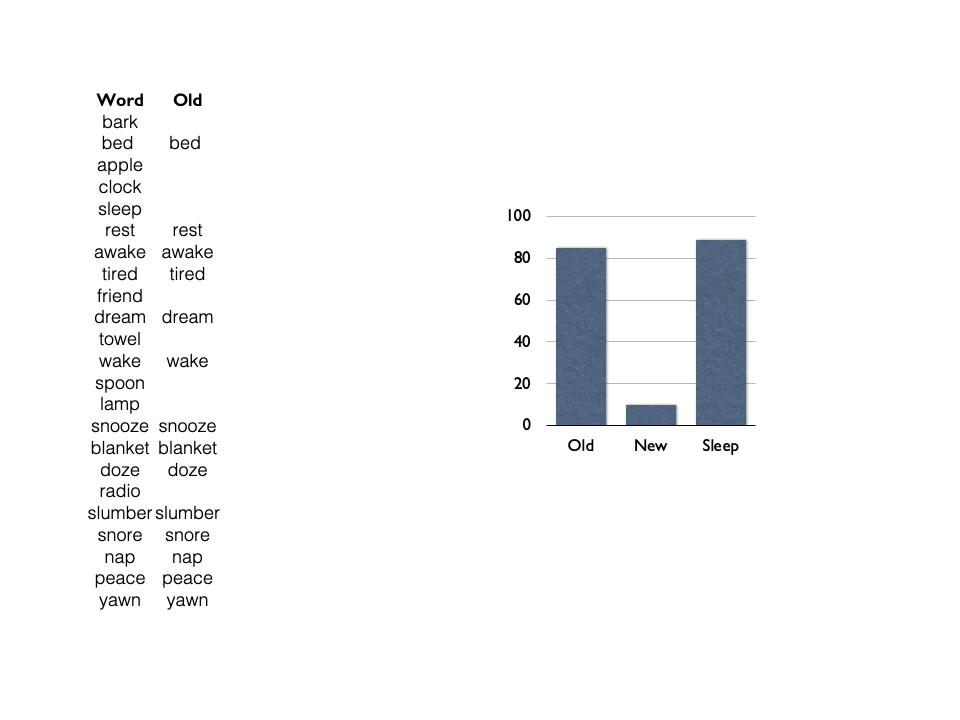 Word Old
bark
bed bed
apple
clock
sleep
rest rest
awake awake
tired tired
friend
dream dream
towel
wake wake
spoon
lamp
snooze snooze
blanket blanket
doze doze
radio
slumber slumber
snore snore
nap nap
peace peace
yawn yawn
100
80
60
40
20
0
Old New Sleep